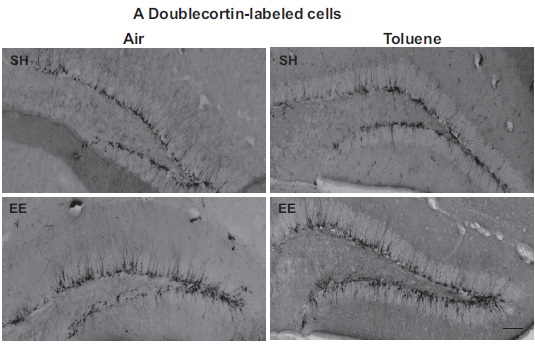 A Doublecortin-labeled cells
Air Toluene
SH SH
EE EE